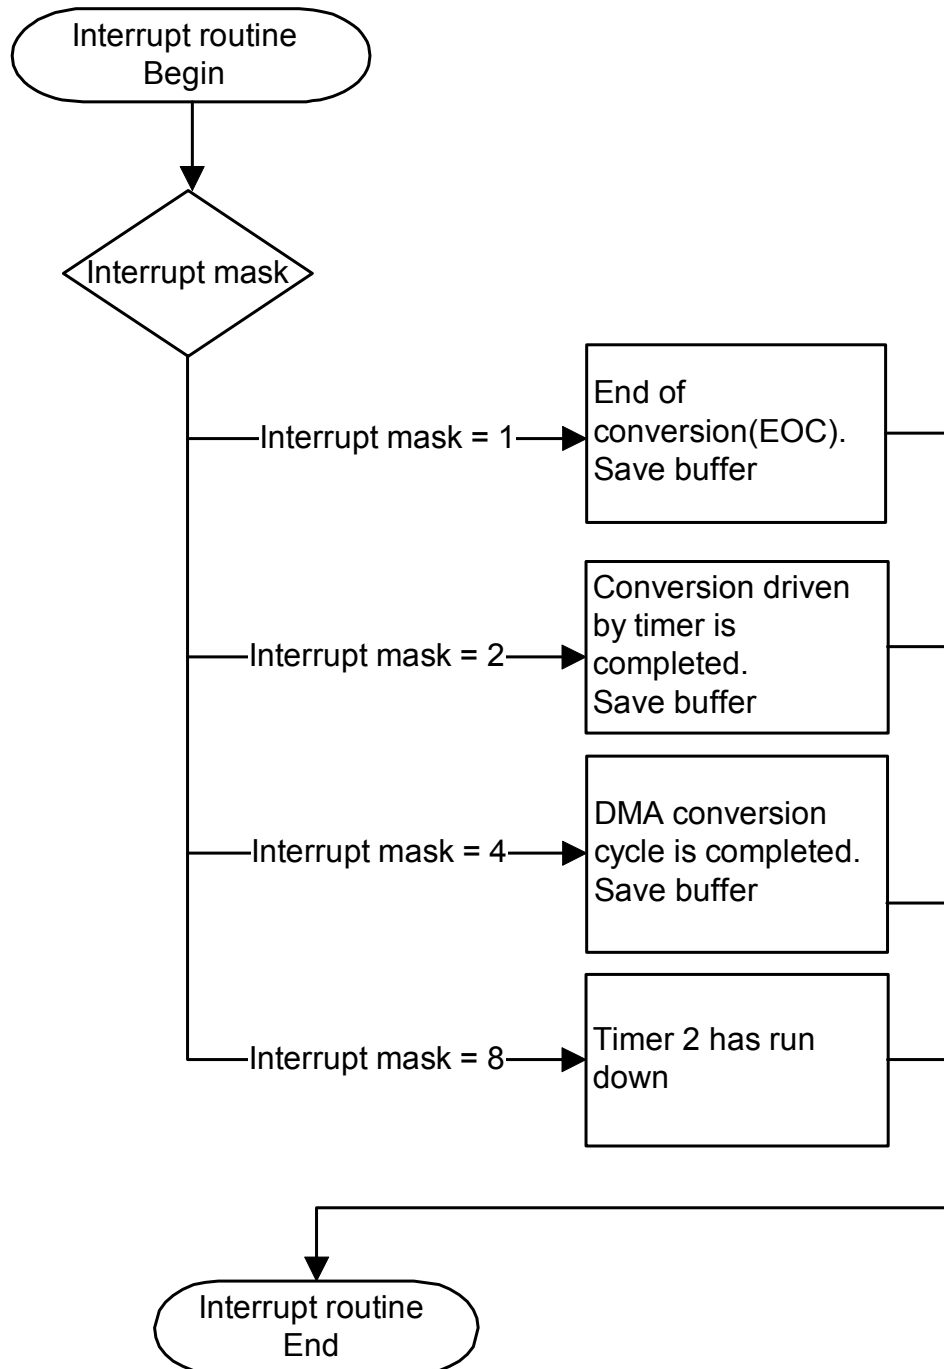 Interrupt routine
Begin
Interrupt mask
Interrupt mask = 1
End of
conversion(EOC).
Save buffer
Interrupt mask = 2
Conversion driven
by timer is
completed.
Save buffer
Interrupt mask = 4
DMA conversion
cycle is completed.
Save buffer
Interrupt mask = 8
Timer 2 has run
down
Interrupt routine
End